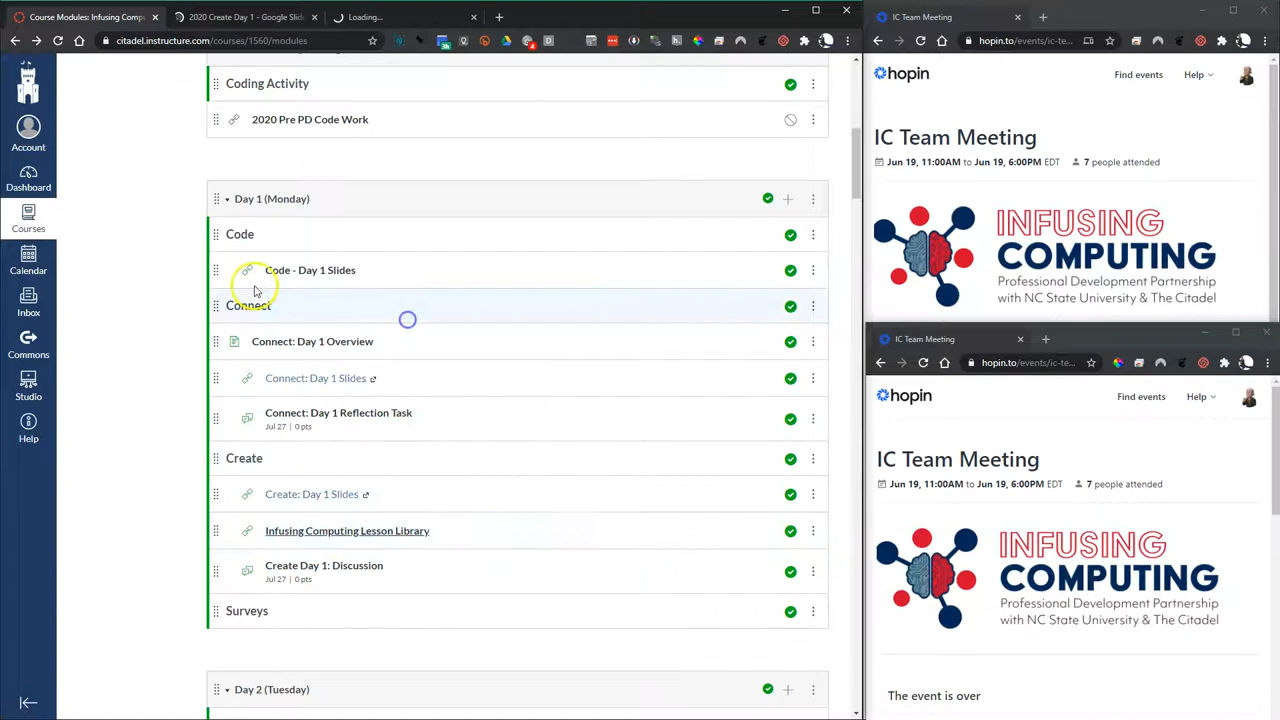 Course Modules: Infusing Comp
2020 Create Day 1 - Google Slid
Loading...
citadel.instructure.com/courses/1560/modules
Account
Dashboard
Courses
Calendar
Inbox
Commons
Studio
Help
Coding Activity
2020 Pre PD Code Work
Day 1 (Monday)
Code
Code - Day 1 Slides
Connect
Connect: Day 1 Overview
Connect: Day 1 Slides
Connect: Day 1 Reflection Task
Jul 27 | 0 pts
Create
Create: Day 1 Slides
Infusing Computing Lesson Library
Create Day 1: Discussion
Jul 27 | 0 pts
Surveys
Day 2 (Tuesday)
IC Team Meeting
hopin.to/events/ic-te...
hopin
Find events
Help
IC Team Meeting
Jun 19, 11:00AM to Jun 19, 6:00PM EDT
7 people attended
INFUSING
COMPUTING
Professional Development Partnership
with NC State University & The Citadel
IC Team Meeting
hopin.to/events/ic-te...
hopin
Find events
Help
IC Team Meeting
Jun 19, 11:00AM to Jun 19, 6:00PM EDT
7 people attended
INFUSING
COMPUTING
Professional Development Partnership
with NC State University & The Citadel
The event is over